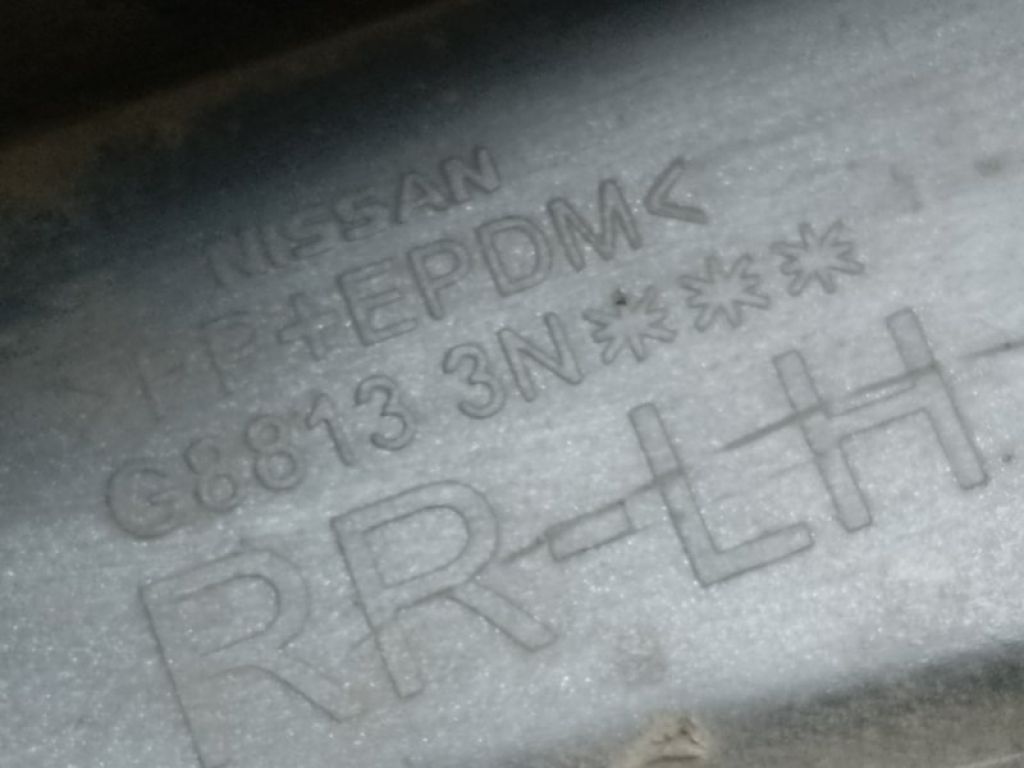 NISSAN
>PP+EPDM<
G8813 3N***
RR-LH